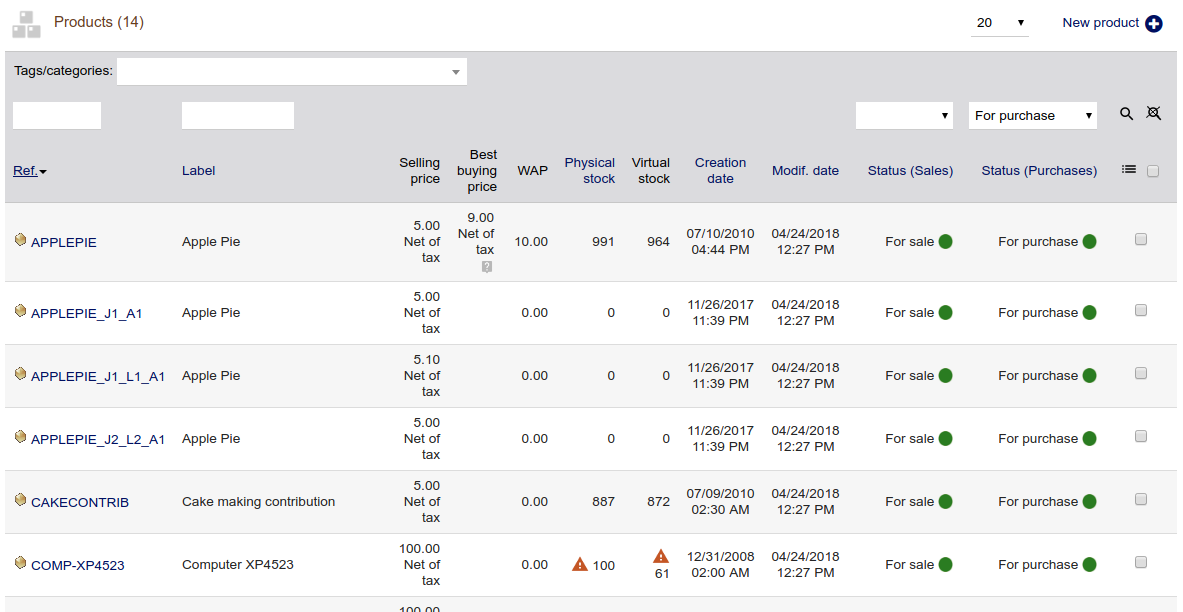 Products (14)
20
New product
Tags/categories:
For purchase
Ref. Label Selling price Best buying price WAP Physical stock Virtual stock Creation date Modif. date Status (Sales) Status (Purchases)
APPLEPIE Apple Pie 5.00 Net of tax 9.00 Net of tax ? 10.00 991 964 07/10/2010 04:44 PM 04/24/2018 12:27 PM For sale For purchase
APPLEPIE_J1_A1 Apple Pie 5.00 Net of tax 0.00 0 0 11/26/2017 11:39 PM 04/24/2018 12:27 PM For sale For purchase
APPLEPIE_J1_L1_A1 Apple Pie 5.10 Net of tax 0.00 0 0 11/26/2017 11:39 PM 04/24/2018 12:27 PM For sale For purchase
APPLEPIE_J2_L2_A1 Apple Pie 5.00 Net of tax 0.00 0 0 11/26/2017 11:39 PM 04/24/2018 12:27 PM For sale For purchase
CAKECONTRIB Cake making contribution 5.00 Net of tax 0.00 887 872 07/09/2010 02:30 AM 04/24/2018 12:27 PM For sale For purchase
COMP-XP4523 Computer XP4523 100.00 Net of tax 0.00 100 61 12/31/2008 02:00 AM 04/24/2018 12:27 PM For sale For purchase
100.00